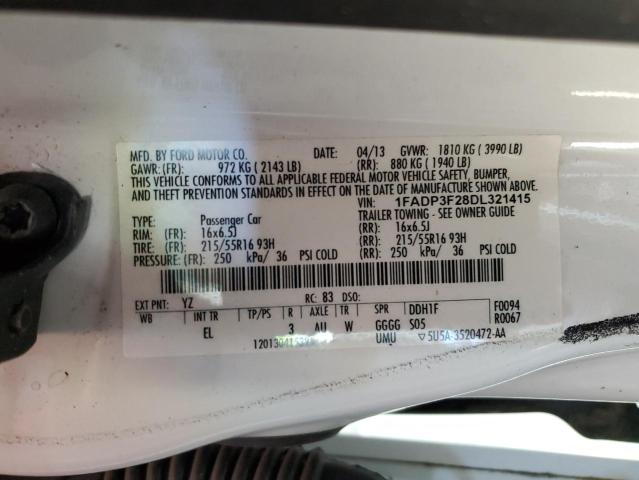 MFD. BY FORD MOTOR CO. DATE: 04/13 GVWR: 1810 KG ( 3990 LB)
GAWR: (FR): 972 KG ( 2143 LB) (RR): 880 KG ( 1940 LB)
THIS VEHICLE CONFORMS TO ALL APPLICABLE FEDERAL MOTOR VEHICLE SAFETY, BUMPER,
AND THEFT PREVENTION STANDARDS IN EFFECT ON THE DATE OF MANUFACTURE SHOWN ABOVE.
VIN: 1FADP3F28DL321415
TYPE: Passenger Car TRAILER TOWING - SEE OWNER GUIDE
RIM: (FR) 16x6.5J (RR) 16x6.5J
TIRE: (FR) 215/55R16 93H (RR) 215/55R16 93H
PRESSURE: (FR) 250 kPa/ 36 PSI COLD (RR) 250 kPa/ 36 PSI COLD
EXT PNT: YZ RC: 83 DSO:
WB INT TR TP/PS R AXLE TR SPR DDH1F F0094
EL 3 AU W GGGG S05 R0067
UMU ▽ 5U5A-3520472-AA